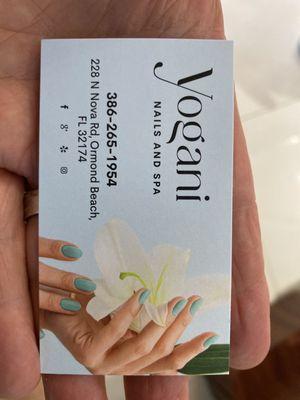 Yogani
NAILS AND SPA
386-265-1954
228 N Nova Rd, Ormond Beach,
FL 32174